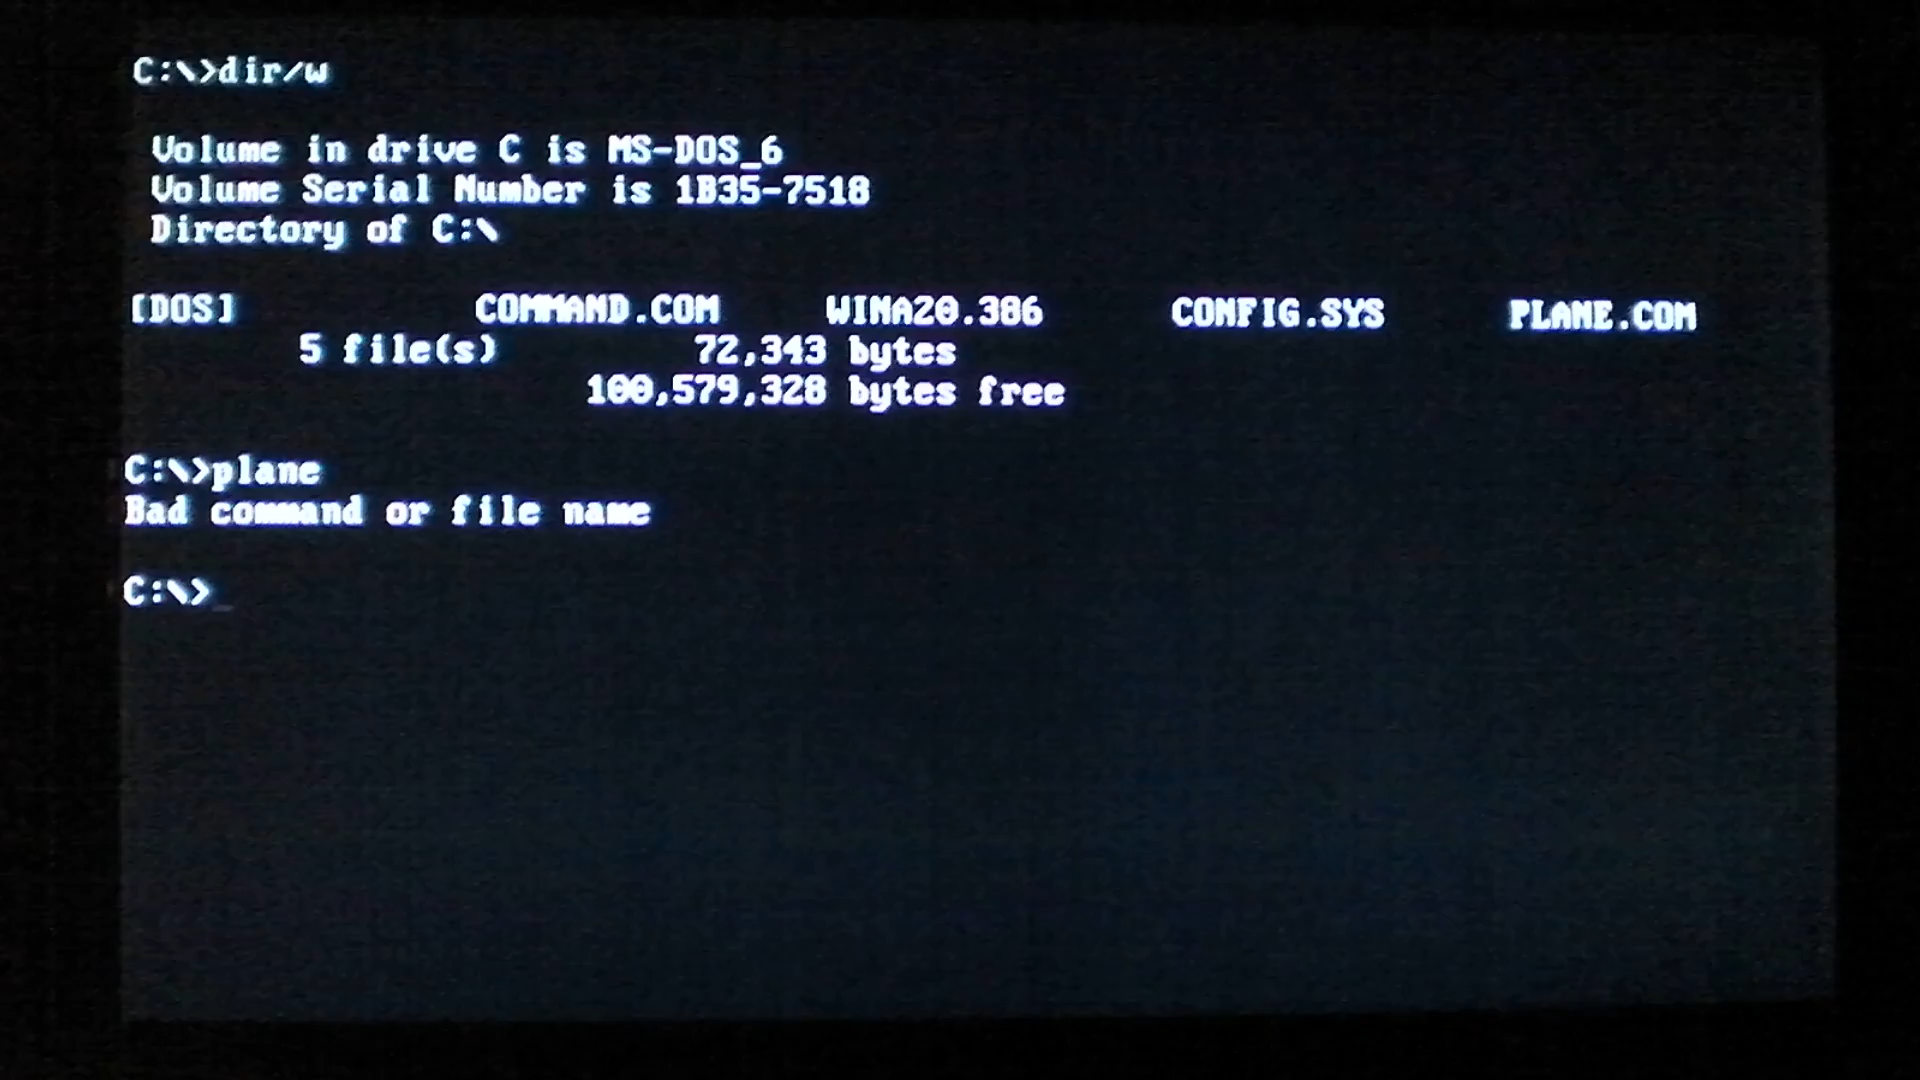 C:\>dir/w
Volume in drive C is MS-DOS_6
Volume Serial Number is 1B35-7518
Directory of C:\
[DOS] COMMAND.COM WINA20.386 CONFIG.SYS PLANE.COM
5 file(s) 72,343 bytes
100,579,328 bytes free
C:\>plane
Bad command or file name
C:\>_